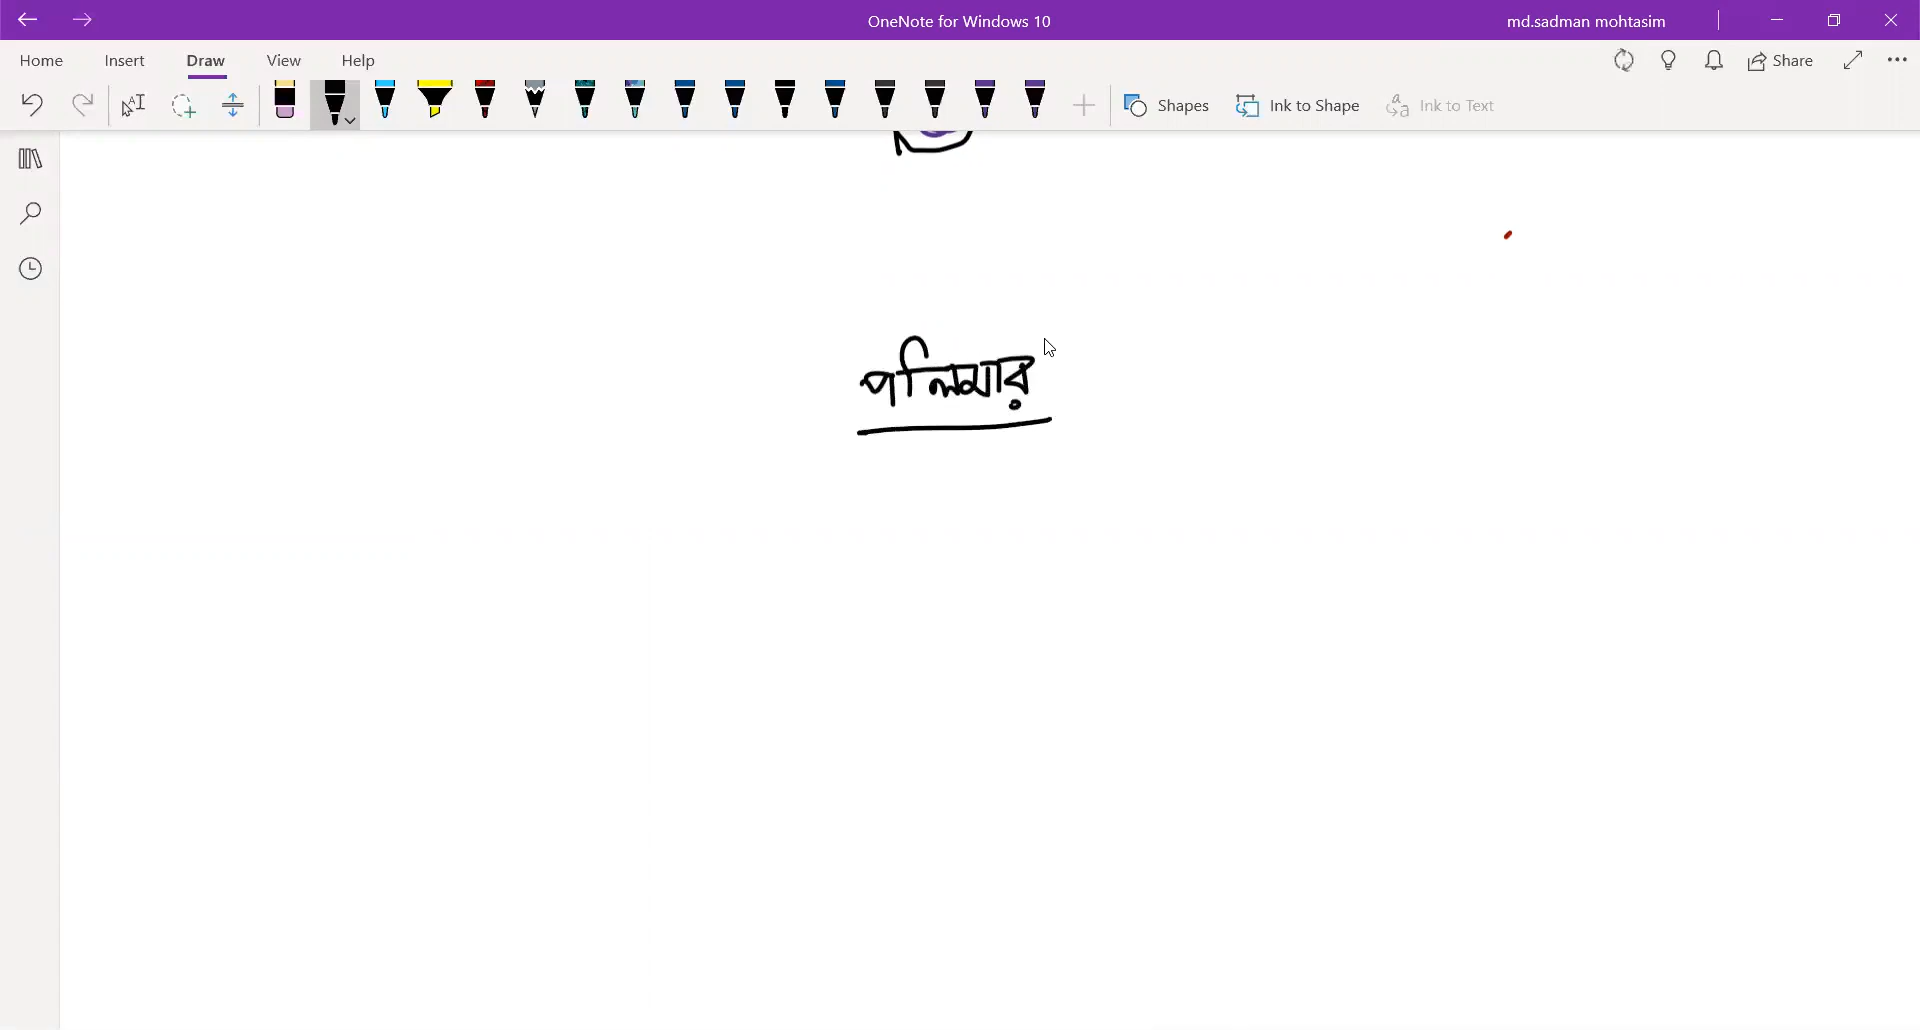 OneNote for Windows 10
md.sadman mohtasim
Home Insert Draw View Help
Share
Shapes Ink to Shape Ink to Text
পলিমার